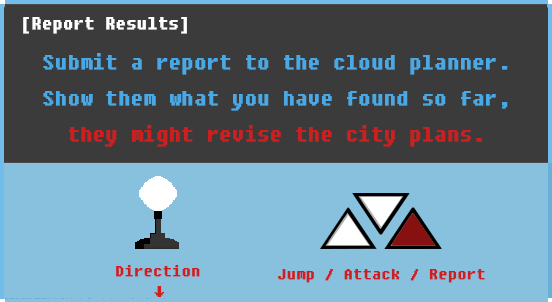 [Report Results]
Submit a report to the cloud planner.
Show them what you have found so far,
they might revise the city plans.
Direction
Jump / Attack / Report